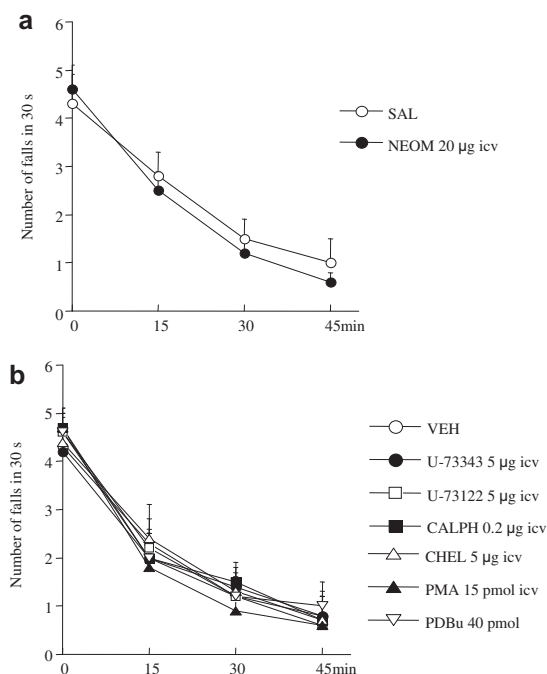 a
6
5
4
3
2
1
0
Number of falls in 30 s
0 15 30 45min
SAL
NEOM 20 µg icv
b
6
5
4
3
2
1
0
Number of falls in 30 s
0 15 30 45min
VEH
U-73343 5 µg icv
U-73122 5 µg icv
CALPH 0.2 µg icv
CHEL 5 µg icv
PMA 15 pmol icv
PDBu 40 pmol